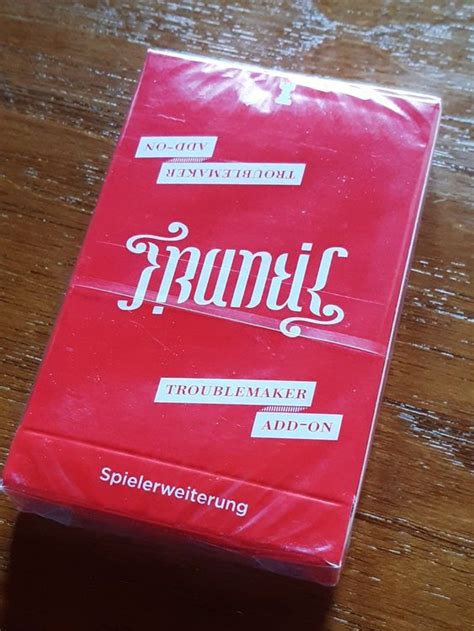 TROUBLEMAKER
ADD-ON
Frantic
TROUBLEMAKER
ADD-ON
Spielerweiterung